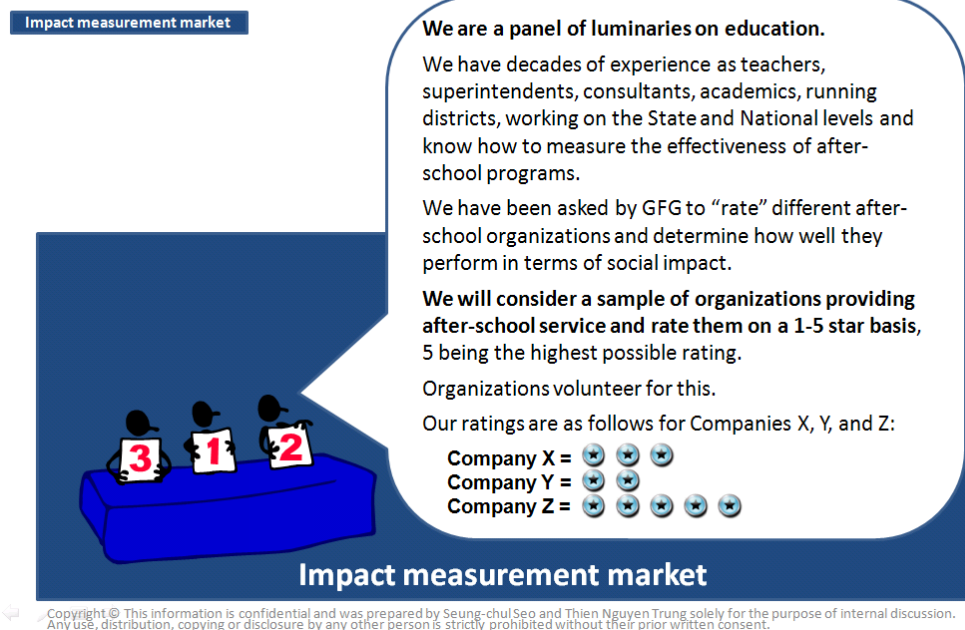 Impact measurement market
We are a panel of luminaries on education.
We have decades of experience as teachers,
superintendents, consultants, academics, running
districts, working on the State and National levels and
know how to measure the effectiveness of after-
school programs.
We have been asked by GFG to “rate” different after-
school organizations and determine how well they
perform in terms of social impact.
We will consider a sample of organizations providing
after-school service and rate them on a 1-5 star basis,
5 being the highest possible rating.
Organizations volunteer for this.
Our ratings are as follows for Companies X, Y, and Z:
Company X =
Company Y =
Company Z =
3 1 2
Impact measurement market
Copyright © This information is confidential and was prepared by Seung-chul Seo and Thien Nguyen Trung solely for the purpose of internal discussion.
Any use, distribution, copying or disclosure by any other person is strictly prohibited without their prior written consent.